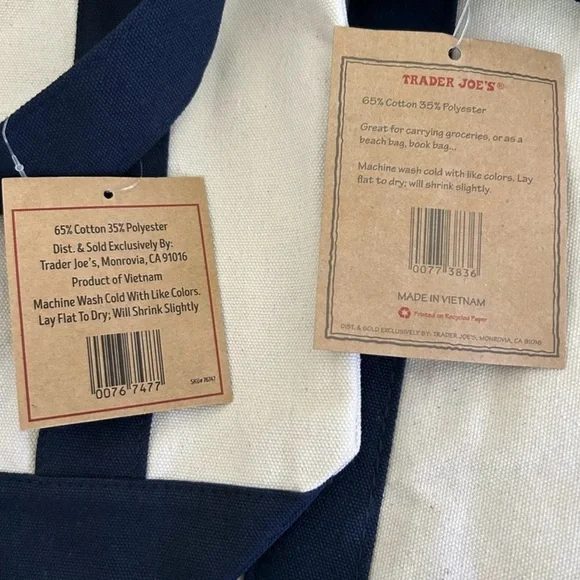 65% Cotton 35% Polyester
Dist. & Sold Exclusively By:
Trader Joe's, Monrovia, CA 91016
Product of Vietnam
Machine Wash Cold With Like Colors.
Lay Flat To Dry; Will Shrink Slightly
0076 7477
TRADER JOE'S®
65% Cotton 35% Polyester
Great for carrying groceries, or as a
beach bag, book bag...
Machine wash cold with like colors. Lay
flat to dry; will shrink slightly.
0077 3836
MADE IN VIETNAM
Printed on Recycled Paper
DIST. & SOLD EXCLUSIVELY BY: TRADER JOE'S, MONROVIA, CA 91016